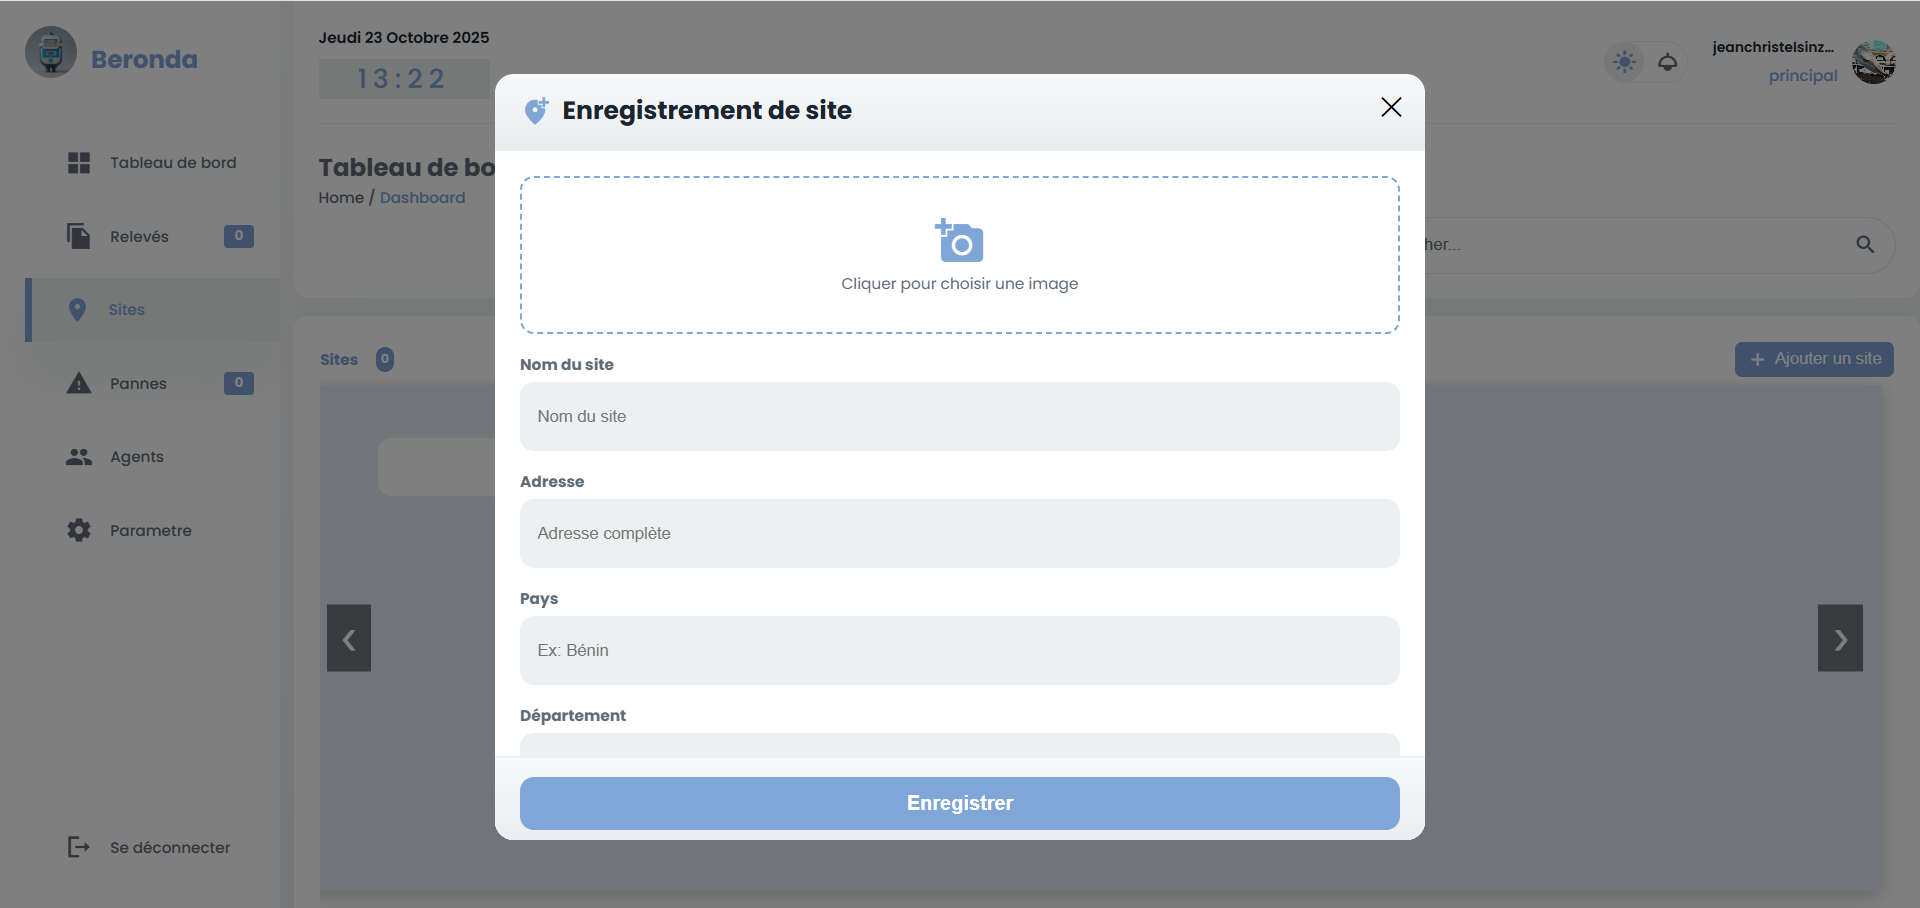 Beronda
Tableau de bord
Relevés 0
Sites
Pannes 0
Agents
Parametre
Se déconnecter
Jeudi 23 Octobre 2025
13:22
jeanchristelsinz...
principal
Tableau de bo
Home / Dashboard
her...
Sites 0
+ Ajouter un site
Enregistrement de site
Cliquer pour choisir une image
Nom du site
Nom du site
Adresse
Adresse complète
Pays
Ex: Bénin
Département
Enregistrer